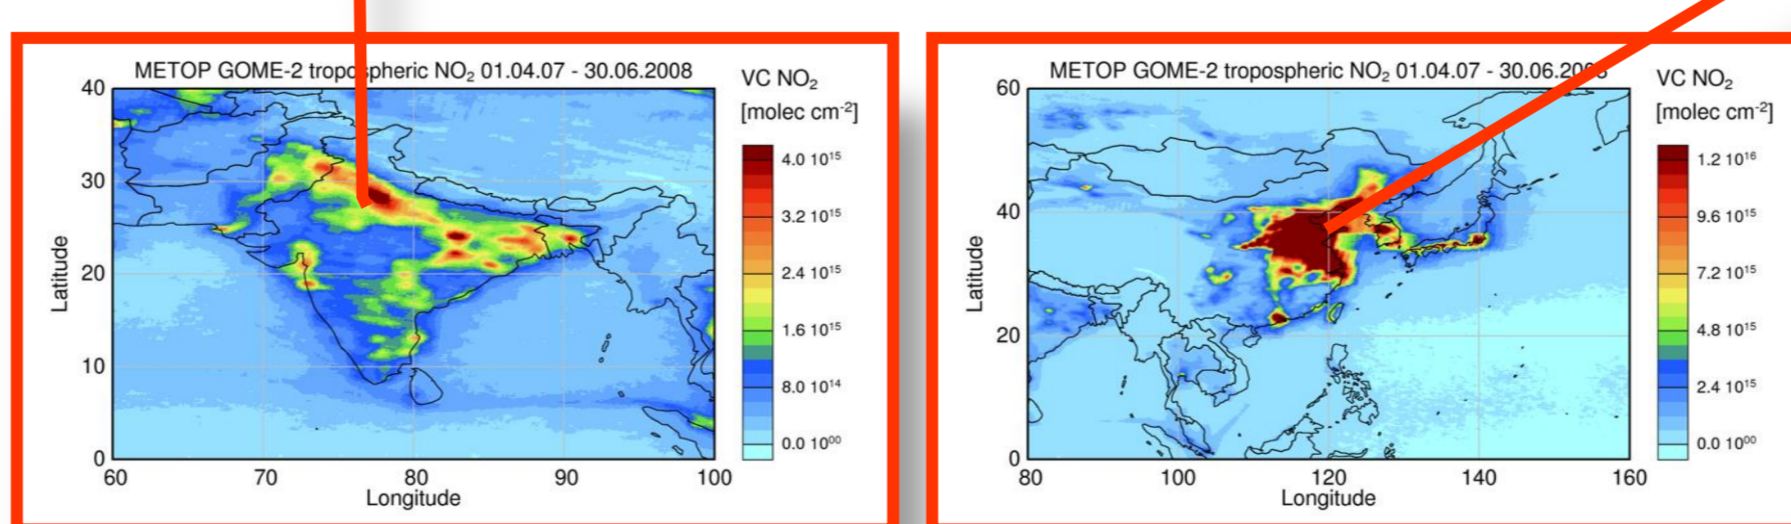 METOP GOME-2 tropospheric NO₂ 01.04.07 - 30.06.2008
VC NO₂
[molec cm⁻²]
40
30
20
10
0
Latitude
60 70 80 90 100
Longitude
4.0 10¹⁵
3.2 10¹⁵
2.4 10¹⁵
1.6 10¹⁵
8.0 10¹⁴
0.0 10⁰⁰
METOP GOME-2 tropospheric NO₂ 01.04.07 - 30.06.2008
VC NO₂
[molec cm⁻²]
60
40
20
0
Latitude
80 100 120 140 160
Longitude
1.2 10¹⁶
9.6 10¹⁵
7.2 10¹⁵
4.8 10¹⁵
2.4 10¹⁵
0.0 10⁰⁰